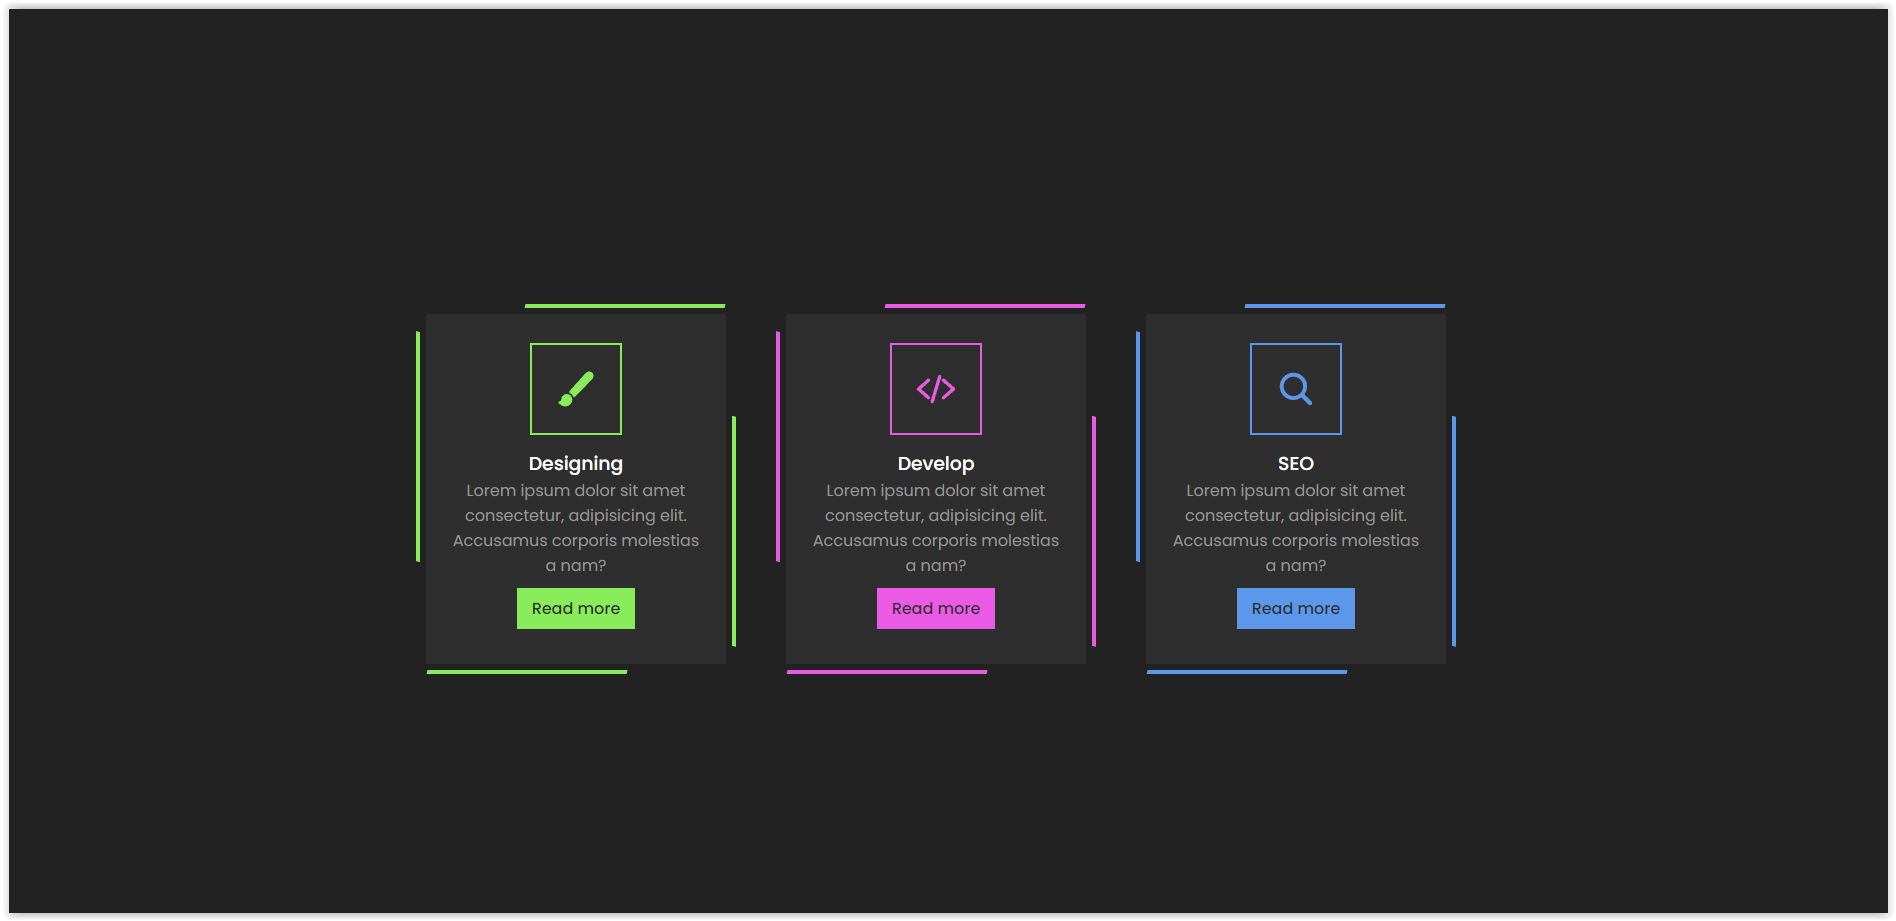 Designing
Lorem ipsum dolor sit amet
consectetur, adipisicing elit.
Accusamus corporis molestias
a nam?
Read more
Develop
Lorem ipsum dolor sit amet
consectetur, adipisicing elit.
Accusamus corporis molestias
a nam?
Read more
SEO
Lorem ipsum dolor sit amet
consectetur, adipisicing elit.
Accusamus corporis molestias
a nam?
Read more